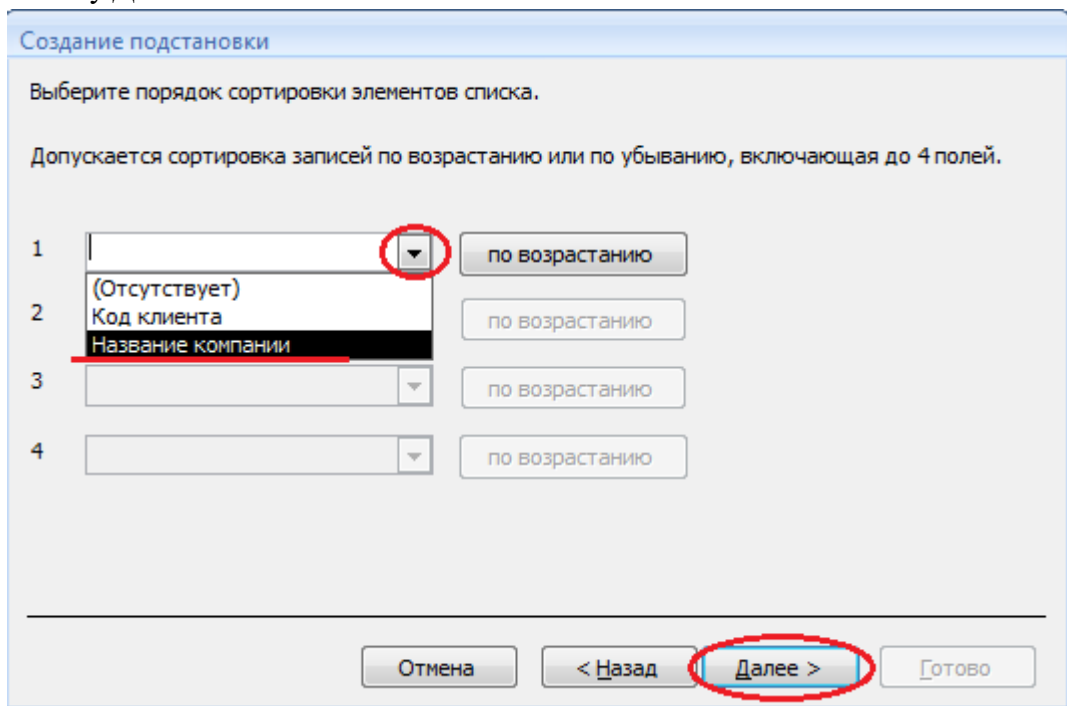 Создание подстановки
Выберите порядок сортировки элементов списка.
Допускается сортировка записей по возрастанию или по убыванию, включающая до 4 полей.
1 по возрастанию
(Отсутствует)
2 Код клиента по возрастанию
Название компании
3 по возрастанию
4 по возрастанию
Отмена < Назад Далее > Готово